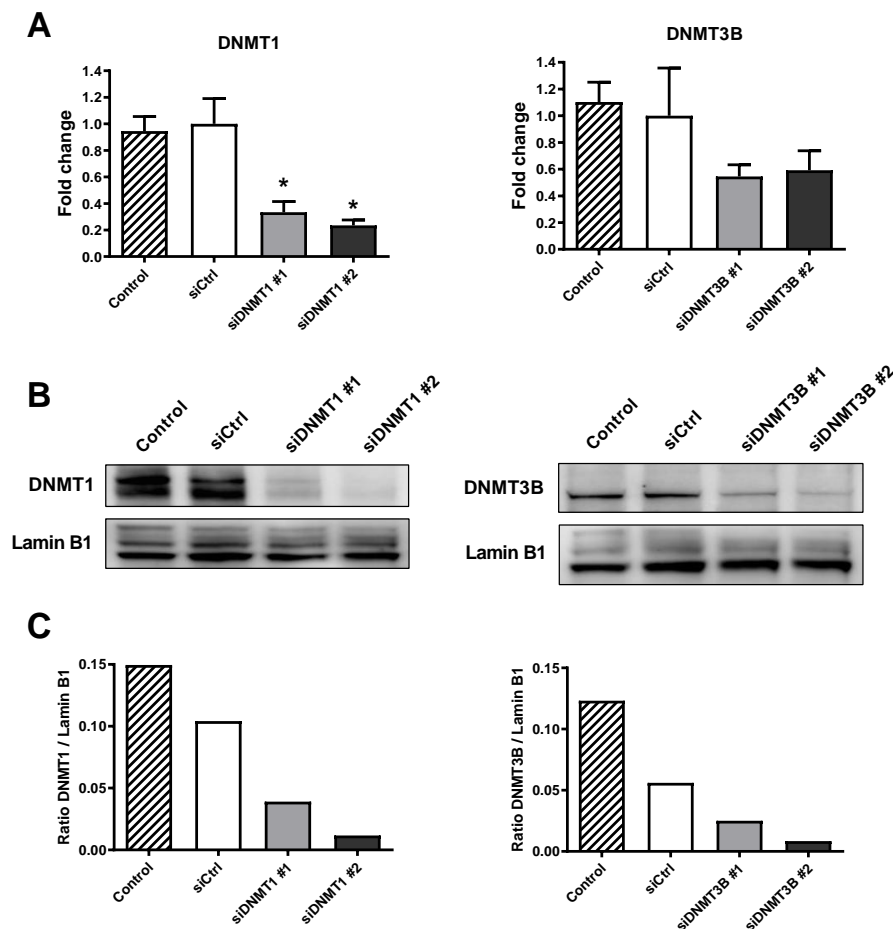 A
DNMT1
Fold change
1.4
1.2
1.0
0.8
0.6
0.4
0.2
0.0
*
*
Control
siCtrl
siDNMT1 #1
siDNMT1 #2
DNMT3B
Fold change
1.4
1.2
1.0
0.8
0.6
0.4
0.2
0.0
Control
siCtrl
siDNMT3B #1
siDNMT3B #2
B
Control
siCtrl
siDNMT1 #1
siDNMT1 #2
DNMT1
Lamin B1
Control
siCtrl
siDNMT3B #1
siDNMT3B #2
DNMT3B
Lamin B1
C
Ratio DNMT1 / Lamin B1
0.15
0.10
0.05
0.00
Control
siCtrl
siDNMT1 #1
siDNMT1 #2
Ratio DNMT3B / Lamin B1
0.15
0.10
0.05
0.00
Control
siCtrl
siDNMT3B #1
siDNMT3B #2